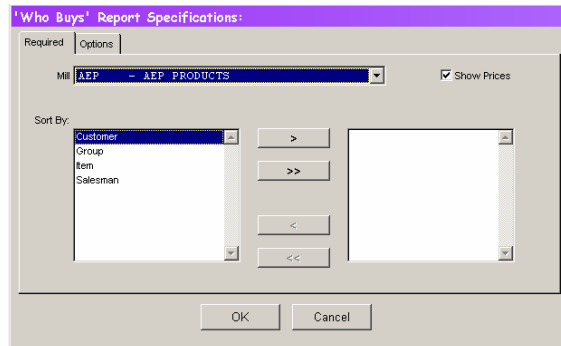 'Who Buys' Report Specifications:
Required Options
Mill AEP - AEP PRODUCTS Show Prices
Sort By:
Customer
Group
Item
Salesman
>
>>
<
<<
OK Cancel